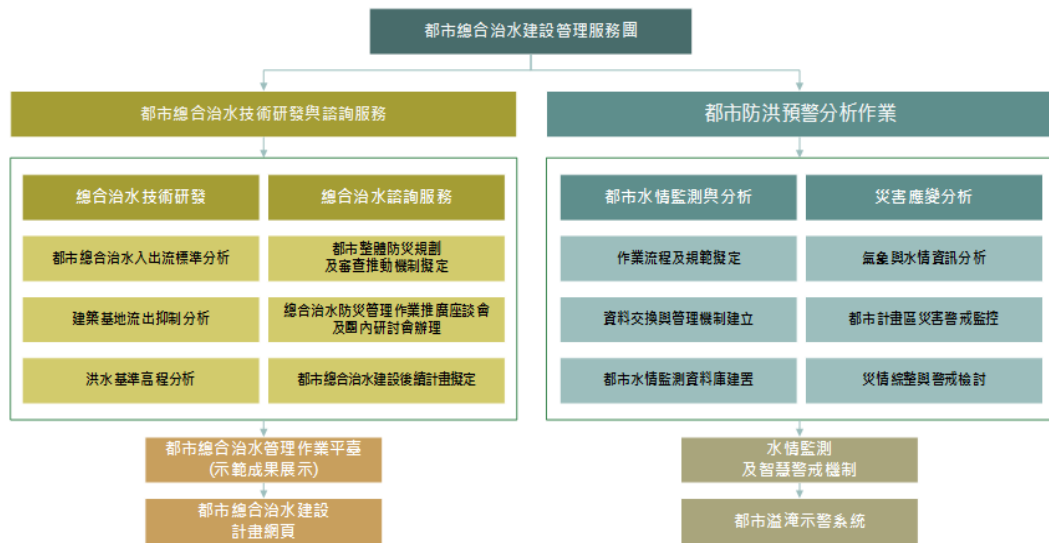 都市總合治水建設管理服務團
都市總合治水技術研發與諮詢服務
都市防洪預警分析作業
總合治水技術研發
總合治水諮詢服務
都市水情監測與分析
災害應變分析
都市總合治水入出流標準分析
都市整體防災規劃
及審查推動機制擬定
作業流程及規範擬定
氣象與水情資訊分析
建築基地流出抑制分析
總合治水防災管理作業推廣座談會
及團內研討會辦理
資料交換與管理機制建立
都市計畫區災害警戒監控
洪水基準高程分析
都市總合治水建設後續計畫擬定
都市水情監測資料庫建置
災情綜整與警戒檢討
都市總合治水管理作業平臺
(示範成果展示)
水情監測
及智慧警戒機制
都市總合治水建設
計畫網頁
都市溢淹示警系統